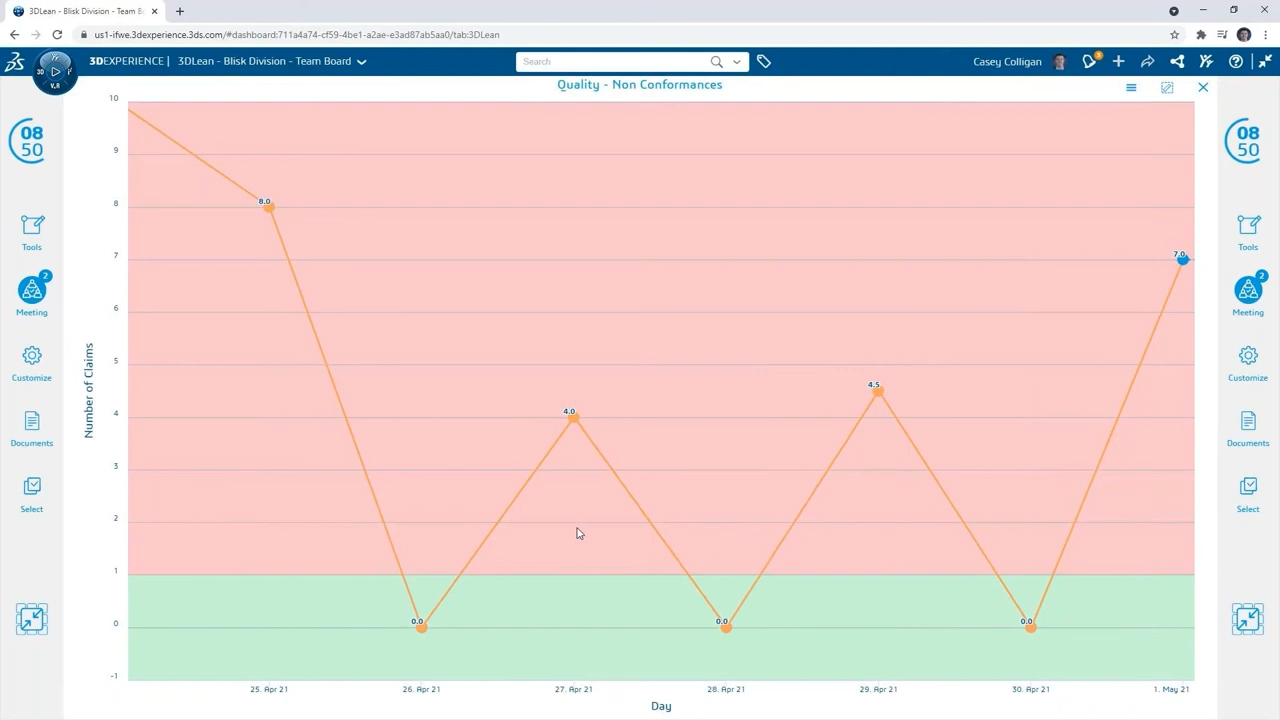 3DLean - Blisk Division - Team B
us1-ifwe.3dexperience.3ds.com/#dashboard:711a4a74-cf59-4be1-a2ae-e3ad87ab5aa0/tab:3DLean
3DEXPERIENCE | 3DLean - Blisk Division - Team Board
Search
Casey Colligan
3D
V.R
3
Quality - Non Conformances
08
50
Tools
2
Meeting
Customize
Documents
Select
Number of Claims
10
9
8
7
6
5
4
3
2
1
0
-1
8.0
0.0
4.0
0.0
4.5
0.0
7.0
25. Apr 21
26. Apr 21
27. Apr 21
28. Apr 21
29. Apr 21
30. Apr 21
1. May 21
Day
08
50
Tools
2
Meeting
Customize
Documents
Select